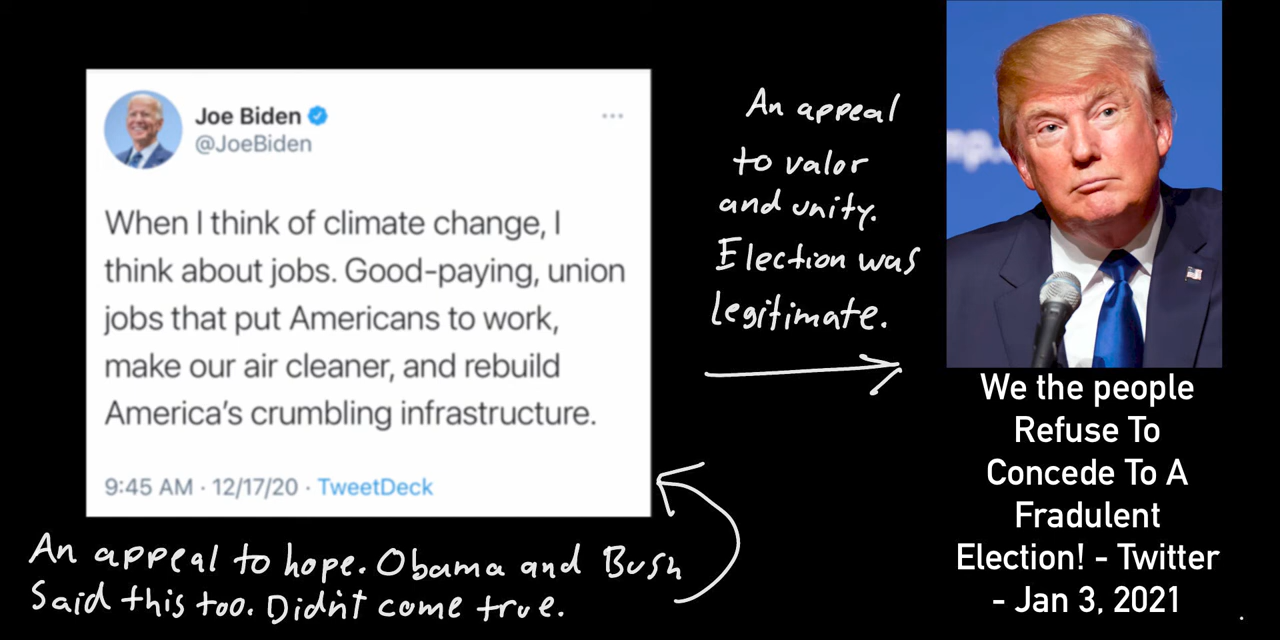 Joe Biden
@JoeBiden
When I think of climate change, I
think about jobs. Good-paying, union
jobs that put Americans to work,
make our air cleaner, and rebuild
America's crumbling infrastructure.
9:45 AM · 12/17/20 · TweetDeck
An appeal to hope. Obama and Bush
Said this too. Didn't come true.
An appeal
to valor
and unity.
Election was
legitimate.
mp.
We the people
Refuse To
Concede To A
Fradulent
Election! - Twitter
- Jan 3, 2021